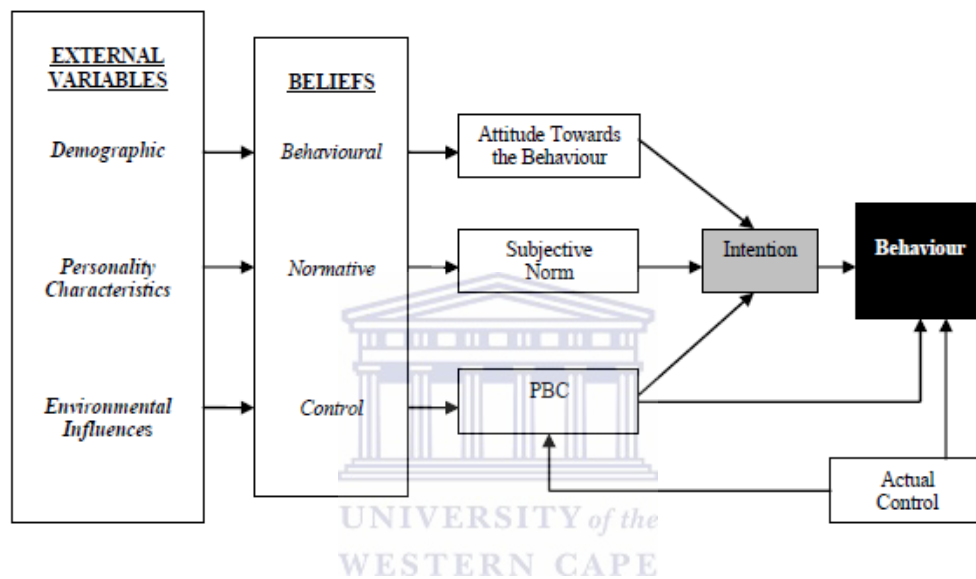 EXTERNAL
VARIABLES
Demographic
Personality
Characteristics
Environmental
Influences
BELIEFS
Behavioural
Normative
Control
Attitude Towards
the Behaviour
Subjective
Norm
PBC
Intention
Behaviour
Actual
Control
UNIVERSITY of the
WESTERN CAPE